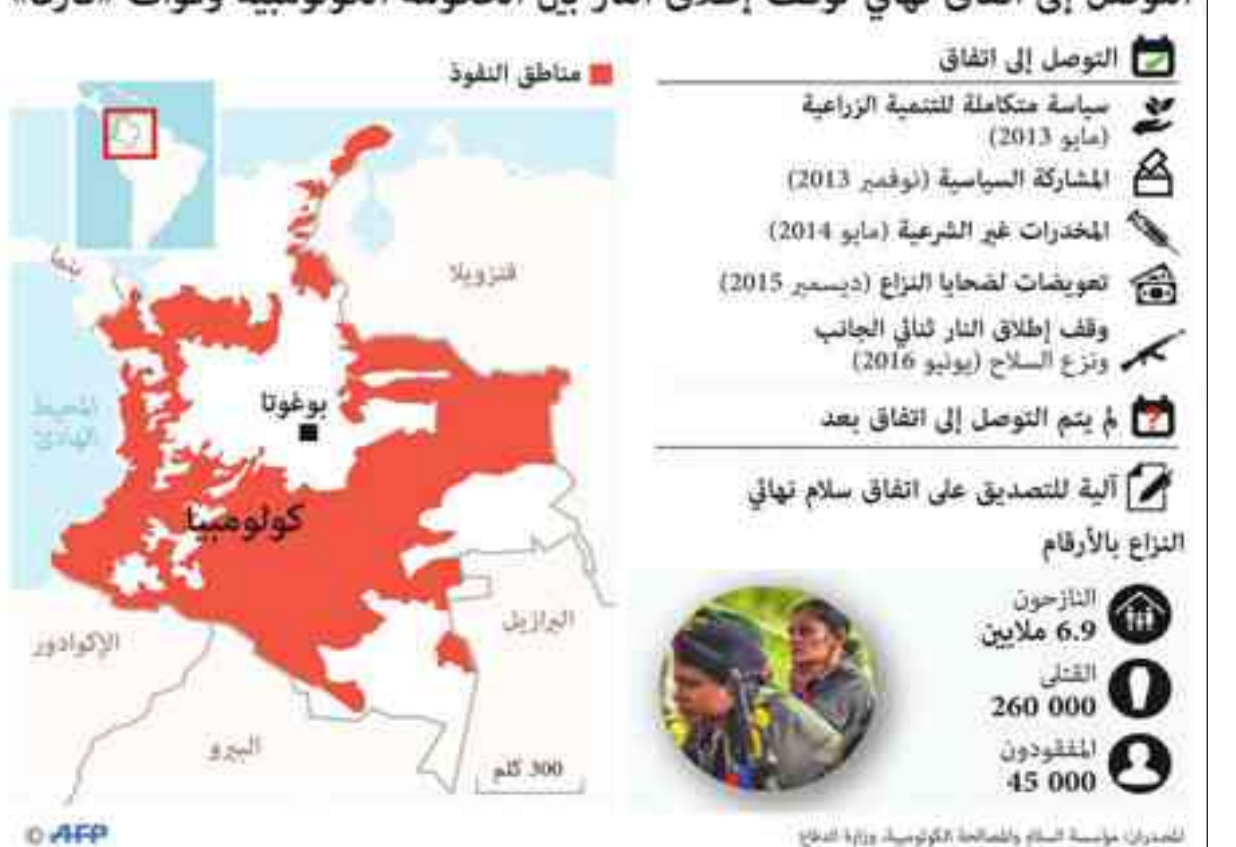 التوصل إلى اتفاق نهائي لوقف إطلاق النار بين الحكومة الكولومبية وقوات «فارك»
التوصل إلى اتفاق
سياسة متكاملة للتنمية الزراعية
(مايو 2013)
المشاركة السياسية (نوفمبر 2013)
المخدرات غير الشرعية (مايو 2014)
تعويضات لضحايا النزاع (ديسمبر 2015)
وقف إطلاق النار ثنائي الجانب
ونزع السلاح (يونيو 2016)
لم يتم التوصل إلى اتفاق بعد
آلية للتصديق على اتفاق سلام نهائي
النزاع بالأرقام
النازحون
6.9 ملايين
القتلى
260 000
المفقودون
45 000
مناطق النفوذ
بنما
فنزويلا
المحيط
الهادئ
بوغوتا
كولومبيا
البرازيل
الإكوادور
البيرو
300 كلم
المصدران: مؤسسة السلام والمصالحة الكولومبية، وزارة الدفاع
© AFP